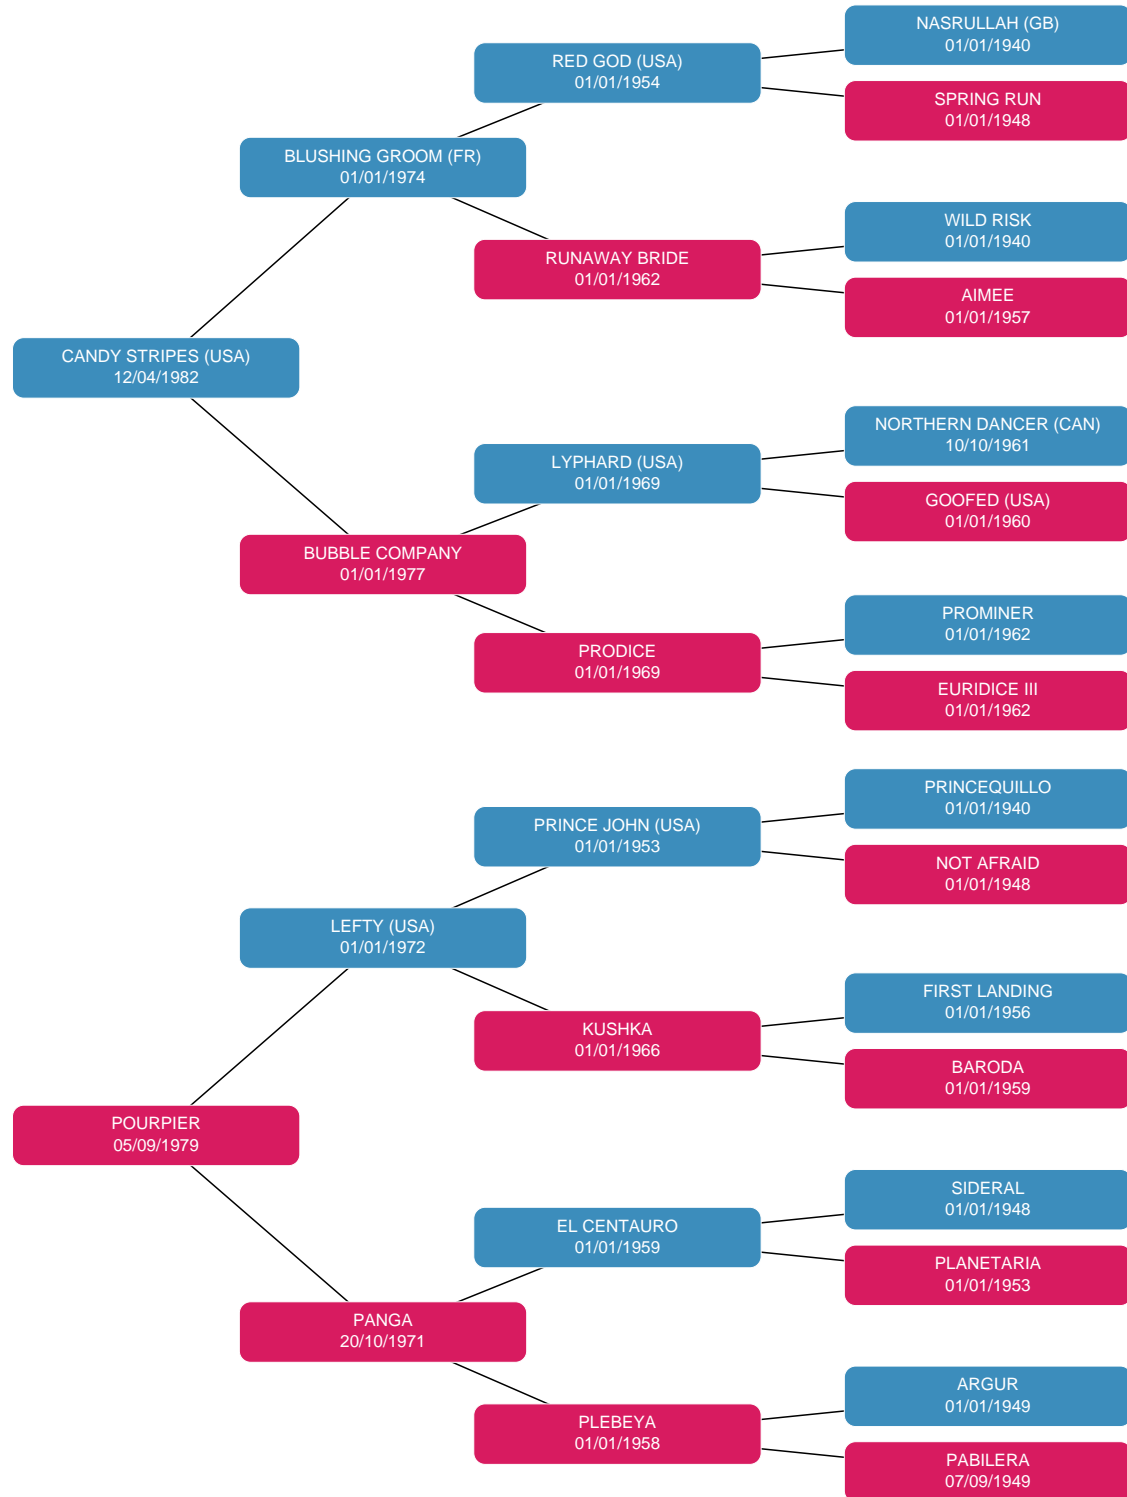 NASRULLAH (GB)
01/01/1940
RED GOD (USA)
01/01/1954
SPRING RUN
01/01/1948
BLUSHING GROOM (FR)
01/01/1974
WILD RISK
01/01/1940
RUNAWAY BRIDE
01/01/1962
AIMEE
01/01/1957
CANDY STRIPES (USA)
12/04/1982
NORTHERN DANCER (CAN)
10/10/1961
LYPHARD (USA)
01/01/1969
GOOFED (USA)
01/01/1960
BUBBLE COMPANY
01/01/1977
PROMINER
01/01/1962
PRODICE
01/01/1969
EURIDICE III
01/01/1962
PRINCEQUILLO
01/01/1940
PRINCE JOHN (USA)
01/01/1953
NOT AFRAID
01/01/1948
LEFTY (USA)
01/01/1972
FIRST LANDING
01/01/1956
KUSHKA
01/01/1966
BARODA
01/01/1959
POURPIER
05/09/1979
SIDERAL
01/01/1948
EL CENTAURO
01/01/1959
PLANETARIA
01/01/1953
PANGA
20/10/1971
ARGUR
01/01/1949
PLEBEYA
01/01/1958
PABILERA
07/09/1949